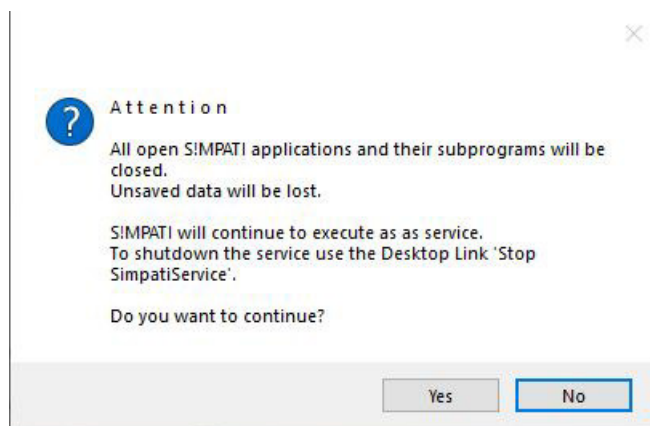 Attention
All open S!MPATI applications and their subprograms will be
closed.
Unsaved data will be lost.
S!MPATI will continue to execute as as service.
To shutdown the service use the Desktop Link 'Stop
SimpatiService'.
Do you want to continue?
Yes
No